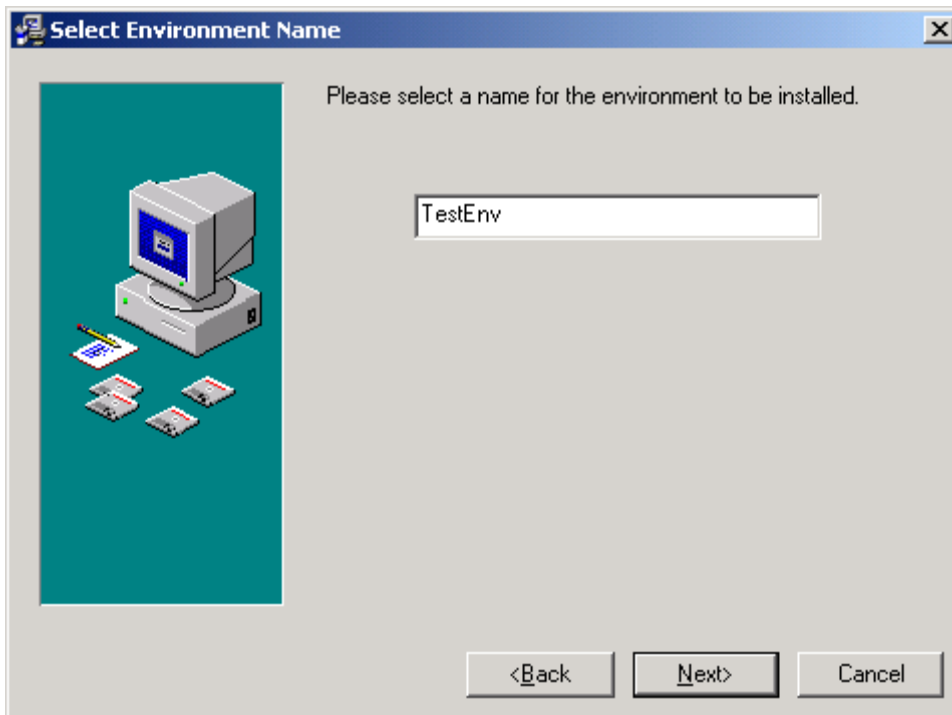 Select Environment Name
Please select a name for the environment to be installed.
TestEnv
<Back
Next>
Cancel